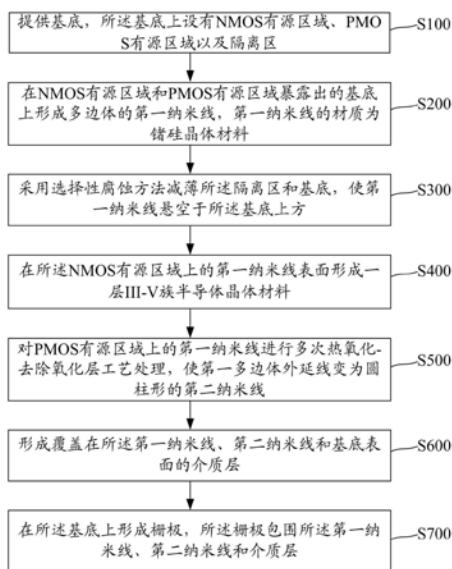 提供基底，所述基底上设有NMOS有源区域、PMO
S有源区域以及隔离区
S100
在NMOS有源区域和PMOS有源区域暴露出的基底
上形成多边体的第一纳米线，第一纳米线的材质为
锗硅晶体材料
S200
采用选择性腐蚀方法减薄所述隔离区和基底，使第
一纳米线悬空于所述基底上方
S300
在所述NMOS有源区域上的第一纳米线表面形成一
层III-V族半导体晶体材料
S400
对PMOS有源区域上的第一纳米线进行多次热氧化-
去除氧化层工艺处理，使第一多边体外延线变为圆
柱形的第二纳米线
S500
形成覆盖在所述第一纳米线、第二纳米线和基底表
面的介质层
S600
在所述基底上形成栅极，所述栅极包围所述第一纳
米线、第二纳米线和介质层
S700